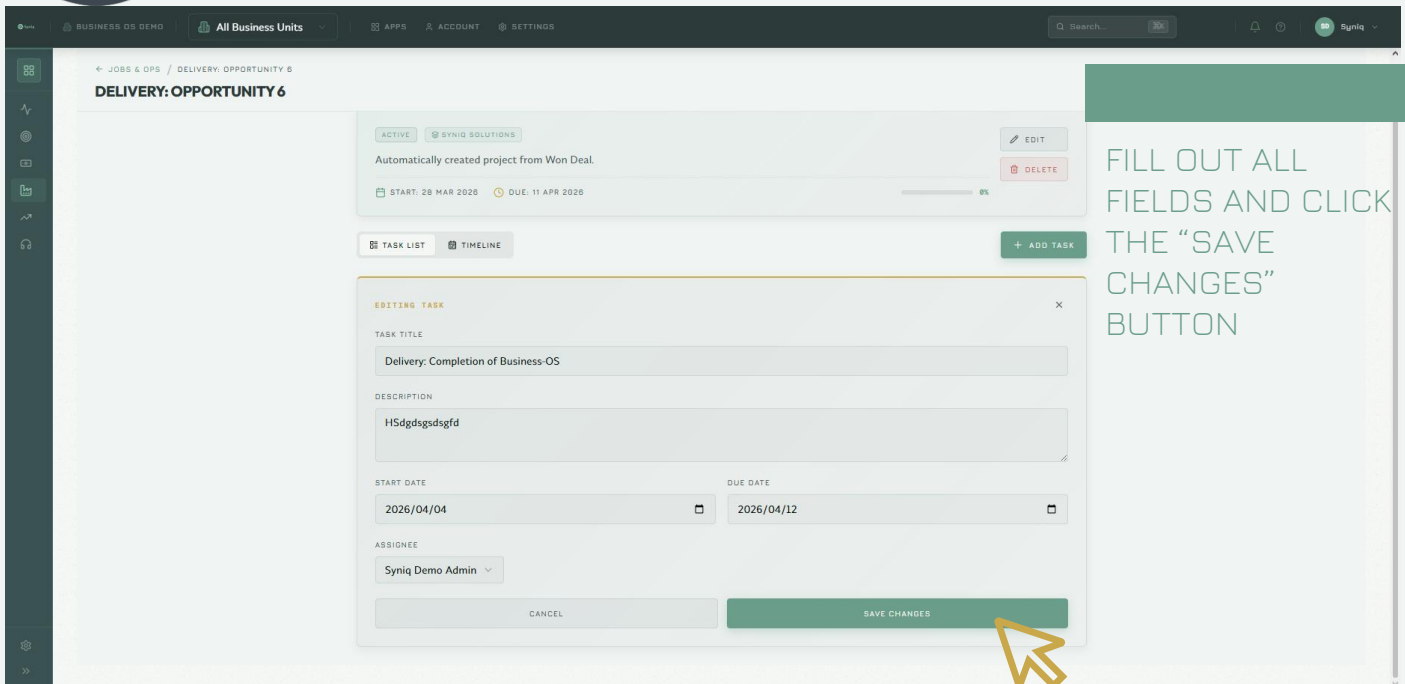 Syniq
BUSINESS OS DEMO
All Business Units
APPS
ACCOUNT
SETTINGS
Search...
⌘K
SD
Syniq
← JOBS & OPS / DELIVERY: OPPORTUNITY 6
DELIVERY: OPPORTUNITY 6
ACTIVE
SYNIQ SOLUTIONS
EDIT
Automatically created project from Won Deal.
DELETE
START: 28 MAR 2026
DUE: 11 APR 2026
0%
TASK LIST
TIMELINE
+ ADD TASK
EDITING TASK
TASK TITLE
Delivery: Completion of Business-OS
DESCRIPTION
HSdgdsgsdsgfd
START DATE
DUE DATE
2026/04/04
2026/04/12
ASSIGNEE
Syniq Demo Admin
CANCEL
SAVE CHANGES
FILL OUT ALL
FIELDS AND CLICK
THE “SAVE
CHANGES”
BUTTON